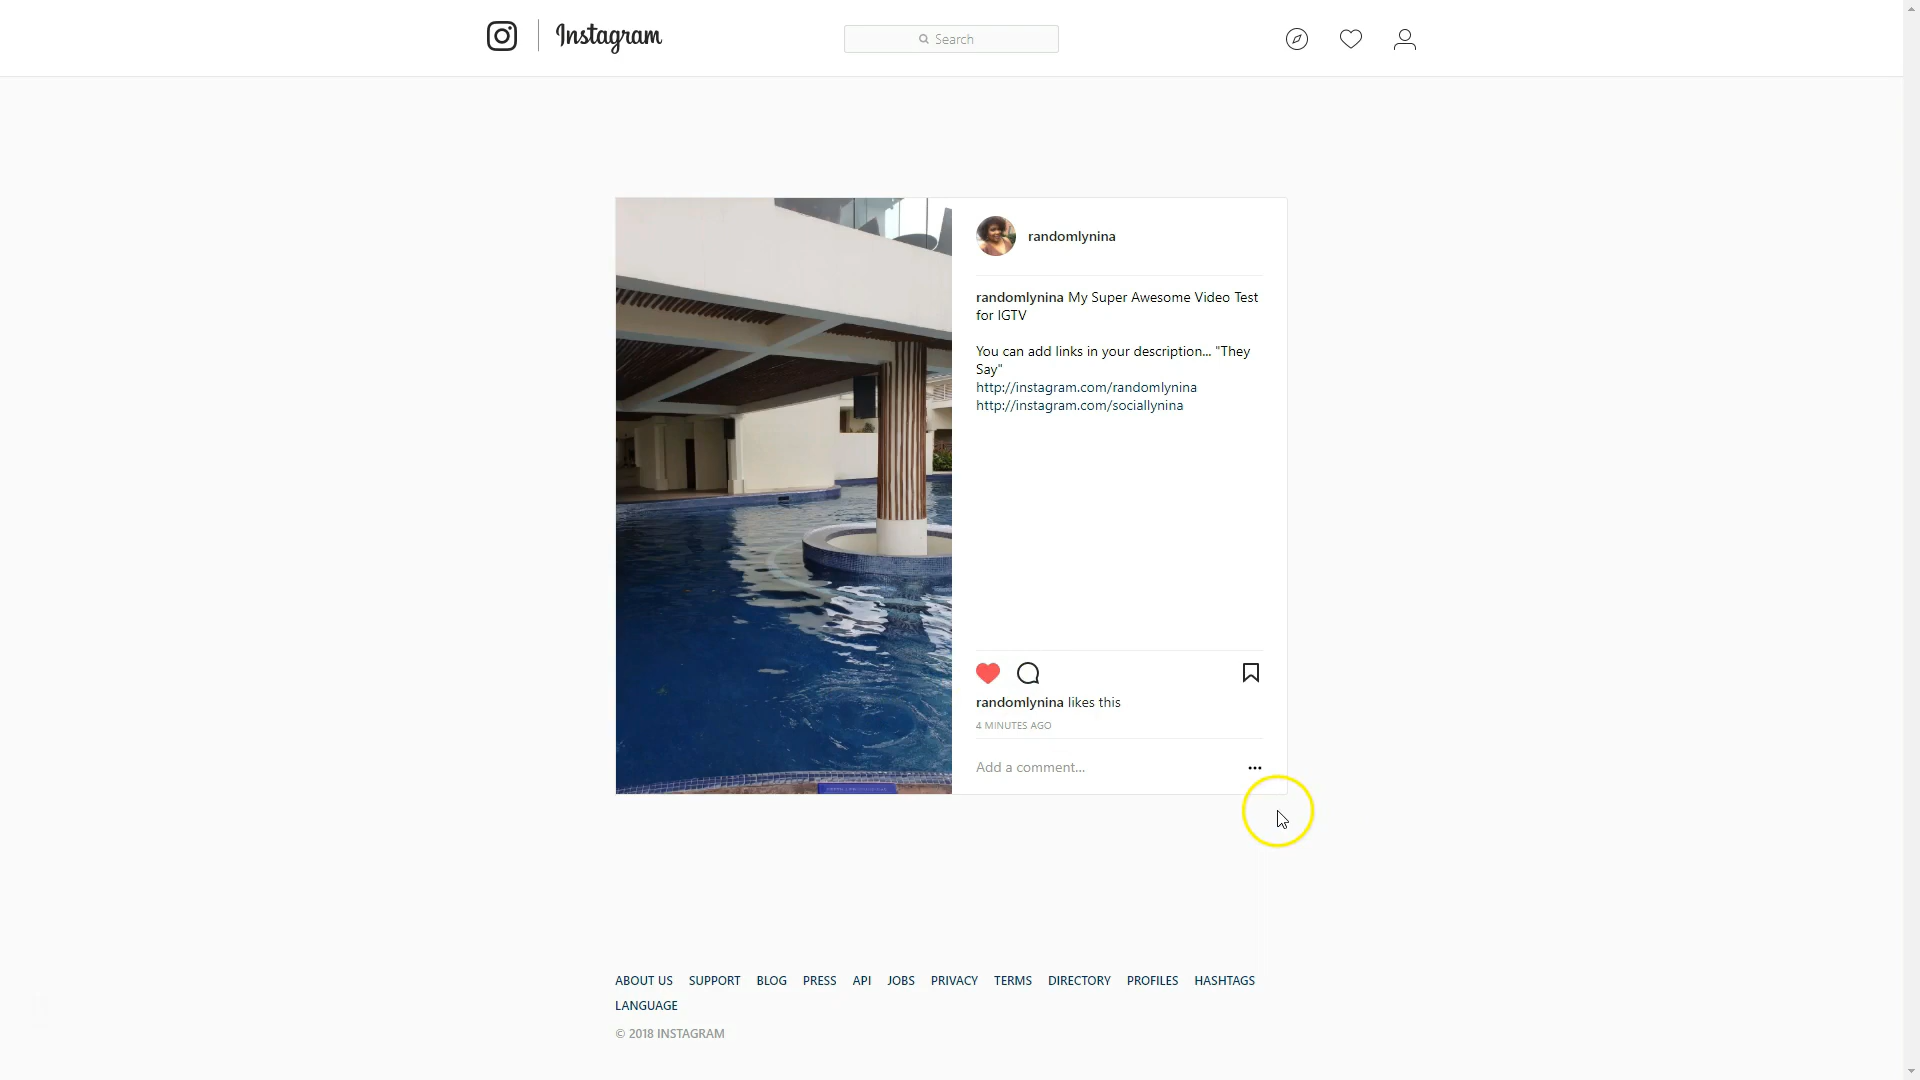 Instagram
Search
randomlynina
randomlynina My Super Awesome Video Test
for IGTV
You can add links in your description... "They
Say"
http://instagram.com/randomlynina
http://instagram.com/sociallynina
randomlynina likes this
4 MINUTES AGO
Add a comment...
ABOUT US SUPPORT BLOG PRESS API JOBS PRIVACY TERMS DIRECTORY PROFILES HASHTAGS
LANGUAGE
© 2018 INSTAGRAM